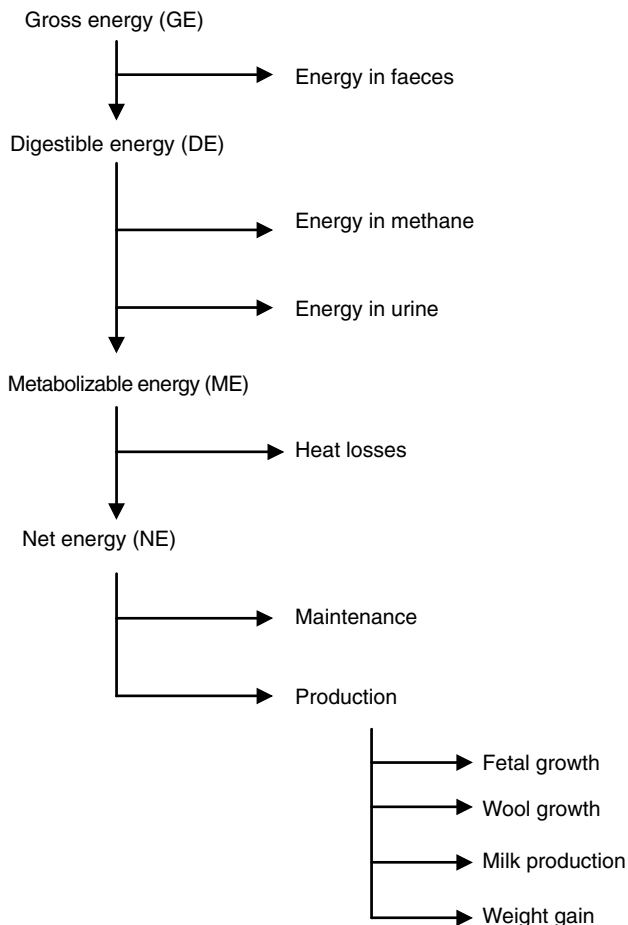 Gross energy (GE)
Energy in faeces
Digestible energy (DE)
Energy in methane
Energy in urine
Metabolizable energy (ME)
Heat losses
Net energy (NE)
Maintenance
Production
Fetal growth
Wool growth
Milk production
Weight gain